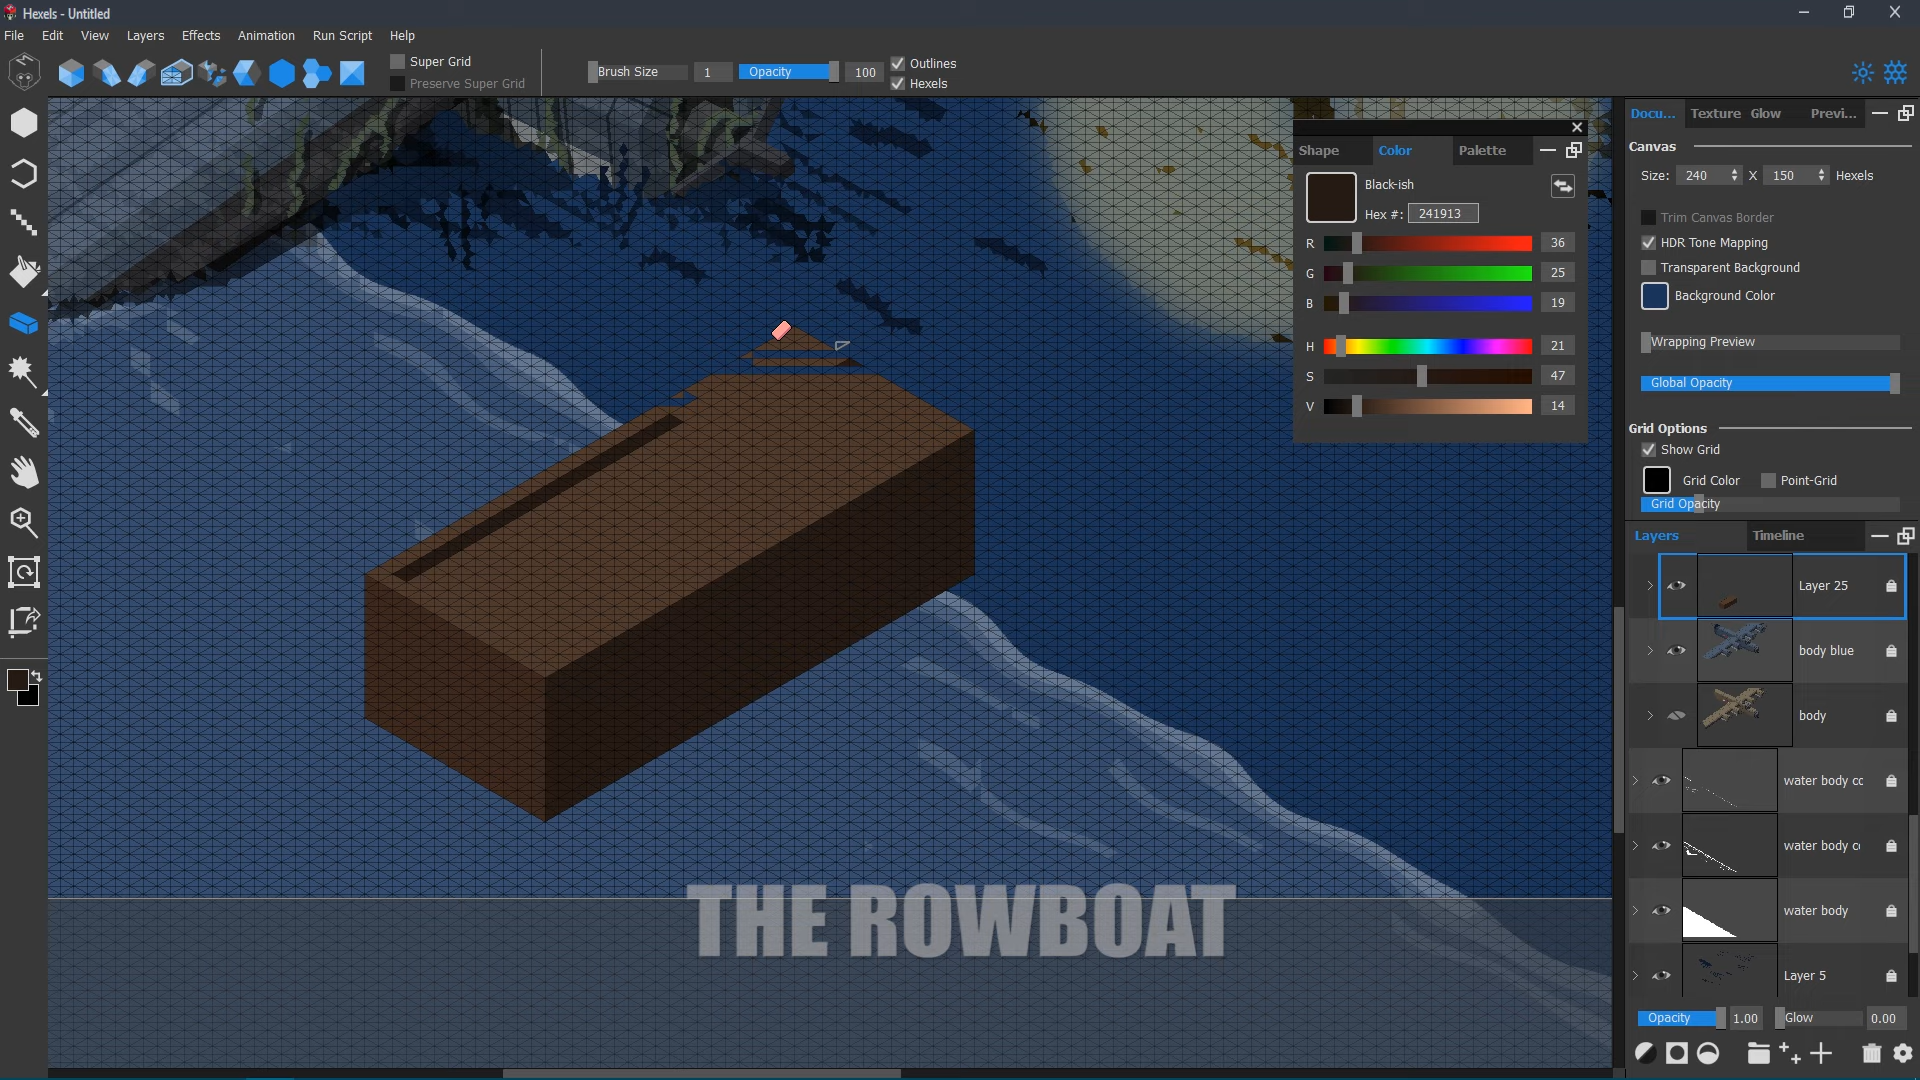 Hexels - Untitled
File Edit View Layers Effects Animation Run Script Help
Super Grid
Preserve Super Grid
Brush Size 1 Opacity 100
Outlines
Hexels
Shape Color Palette
Black-ish
Hex #: 241913
R 36
G 25
B 19
H 21
S 47
V 14
Docu... Texture Glow Previ...
Canvas
Size: 240 X 150 Hexels
Trim Canvas Border
HDR Tone Mapping
Transparent Background
Background Color
Wrapping Preview
Global Opacity
Grid Options
Show Grid
Grid Color Point-Grid
Grid Opacity
Layers Timeline
Layer 25
body blue
body
water body cc
water body c
water body
Layer 5
Opacity 1.00 Glow 0.00
THE ROWBOAT